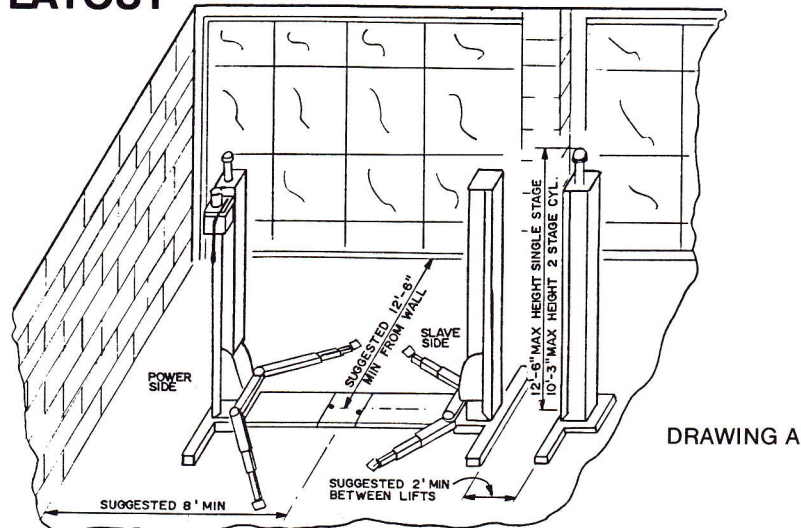 LAYOUT
12'-6" MAX HEIGHT SINGLE STAGE
10'-3" MAX HEIGHT 2 STAGE CYL.
SUGGESTED 12'-6"
MIN FROM WALL
SLAVE
SIDE
POWER
SIDE
DRAWING A
SUGGESTED 8' MIN
SUGGESTED 2' MIN
BETWEEN LIFTS